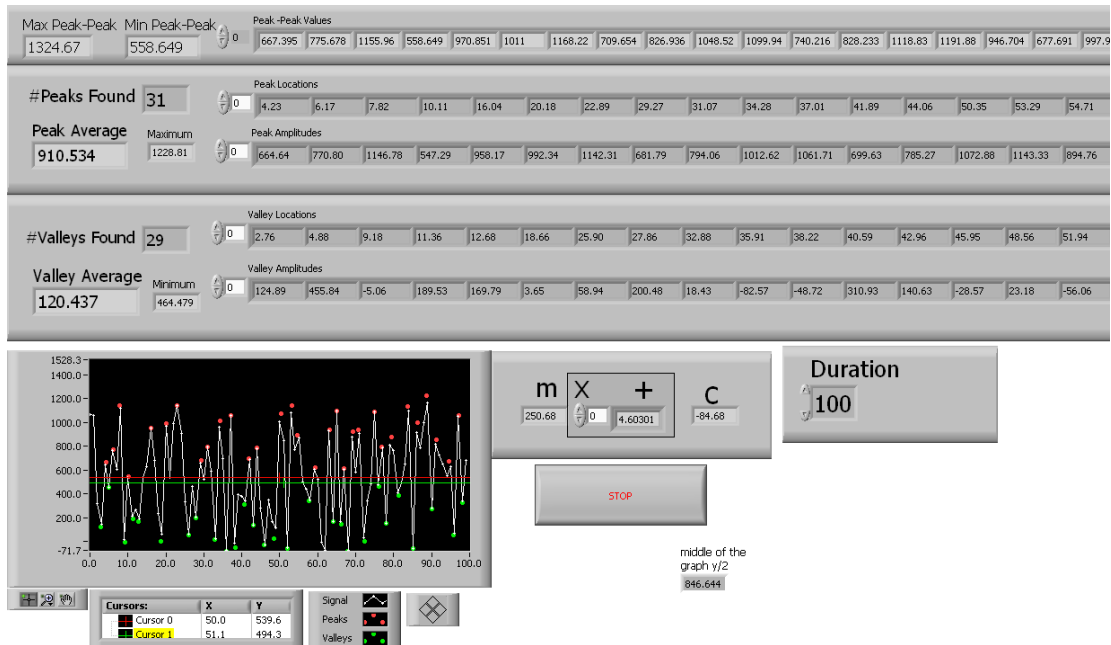 Max Peak-Peak Min Peak-Peak
1324.67 558.649
Peak -Peak Values
0 667.395 775.678 1155.96 558.649 970.851 1011 1168.22 709.654 826.936 1048.52 1099.94 740.216 828.233 1118.83 1191.88 946.704 677.691 997.9
#Peaks Found 31
Peak Locations
0 4.23 6.17 7.82 10.11 16.04 20.18 22.89 29.27 31.07 34.28 37.01 41.89 44.06 50.35 53.29 54.71
Peak Average Maximum
910.534 1228.81
Peak Amplitudes
0 664.64 770.80 1146.78 547.29 958.17 992.34 1142.31 681.79 794.06 1012.62 1061.71 699.63 785.27 1072.88 1143.33 894.76
#Valleys Found 29
Valley Locations
0 2.76 4.88 9.18 11.36 12.68 18.66 25.90 27.86 32.88 35.91 38.22 40.59 42.96 45.95 48.56 51.94
Valley Average Minimum
120.437 464.479
Valley Amplitudes
0 124.89 455.84 -5.06 189.53 169.79 3.65 58.94 200.48 18.43 -82.57 -48.72 310.93 140.63 -28.57 23.18 -56.06
1528.3
1400.0
1200.0
1000.0
800.0
600.0
400.0
200.0
-71.7
0.0 10.0 20.0 30.0 40.0 50.0 60.0 70.0 80.0 90.0 100.0
m X + C
250.68 0 4.60301 -84.68
Duration
100
STOP
middle of the
graph y/2
846.644
Cursors: X Y
Cursor 0 50.0 539.6
Cursor 1 51.1 494.3
Signal
Peaks
Valleys